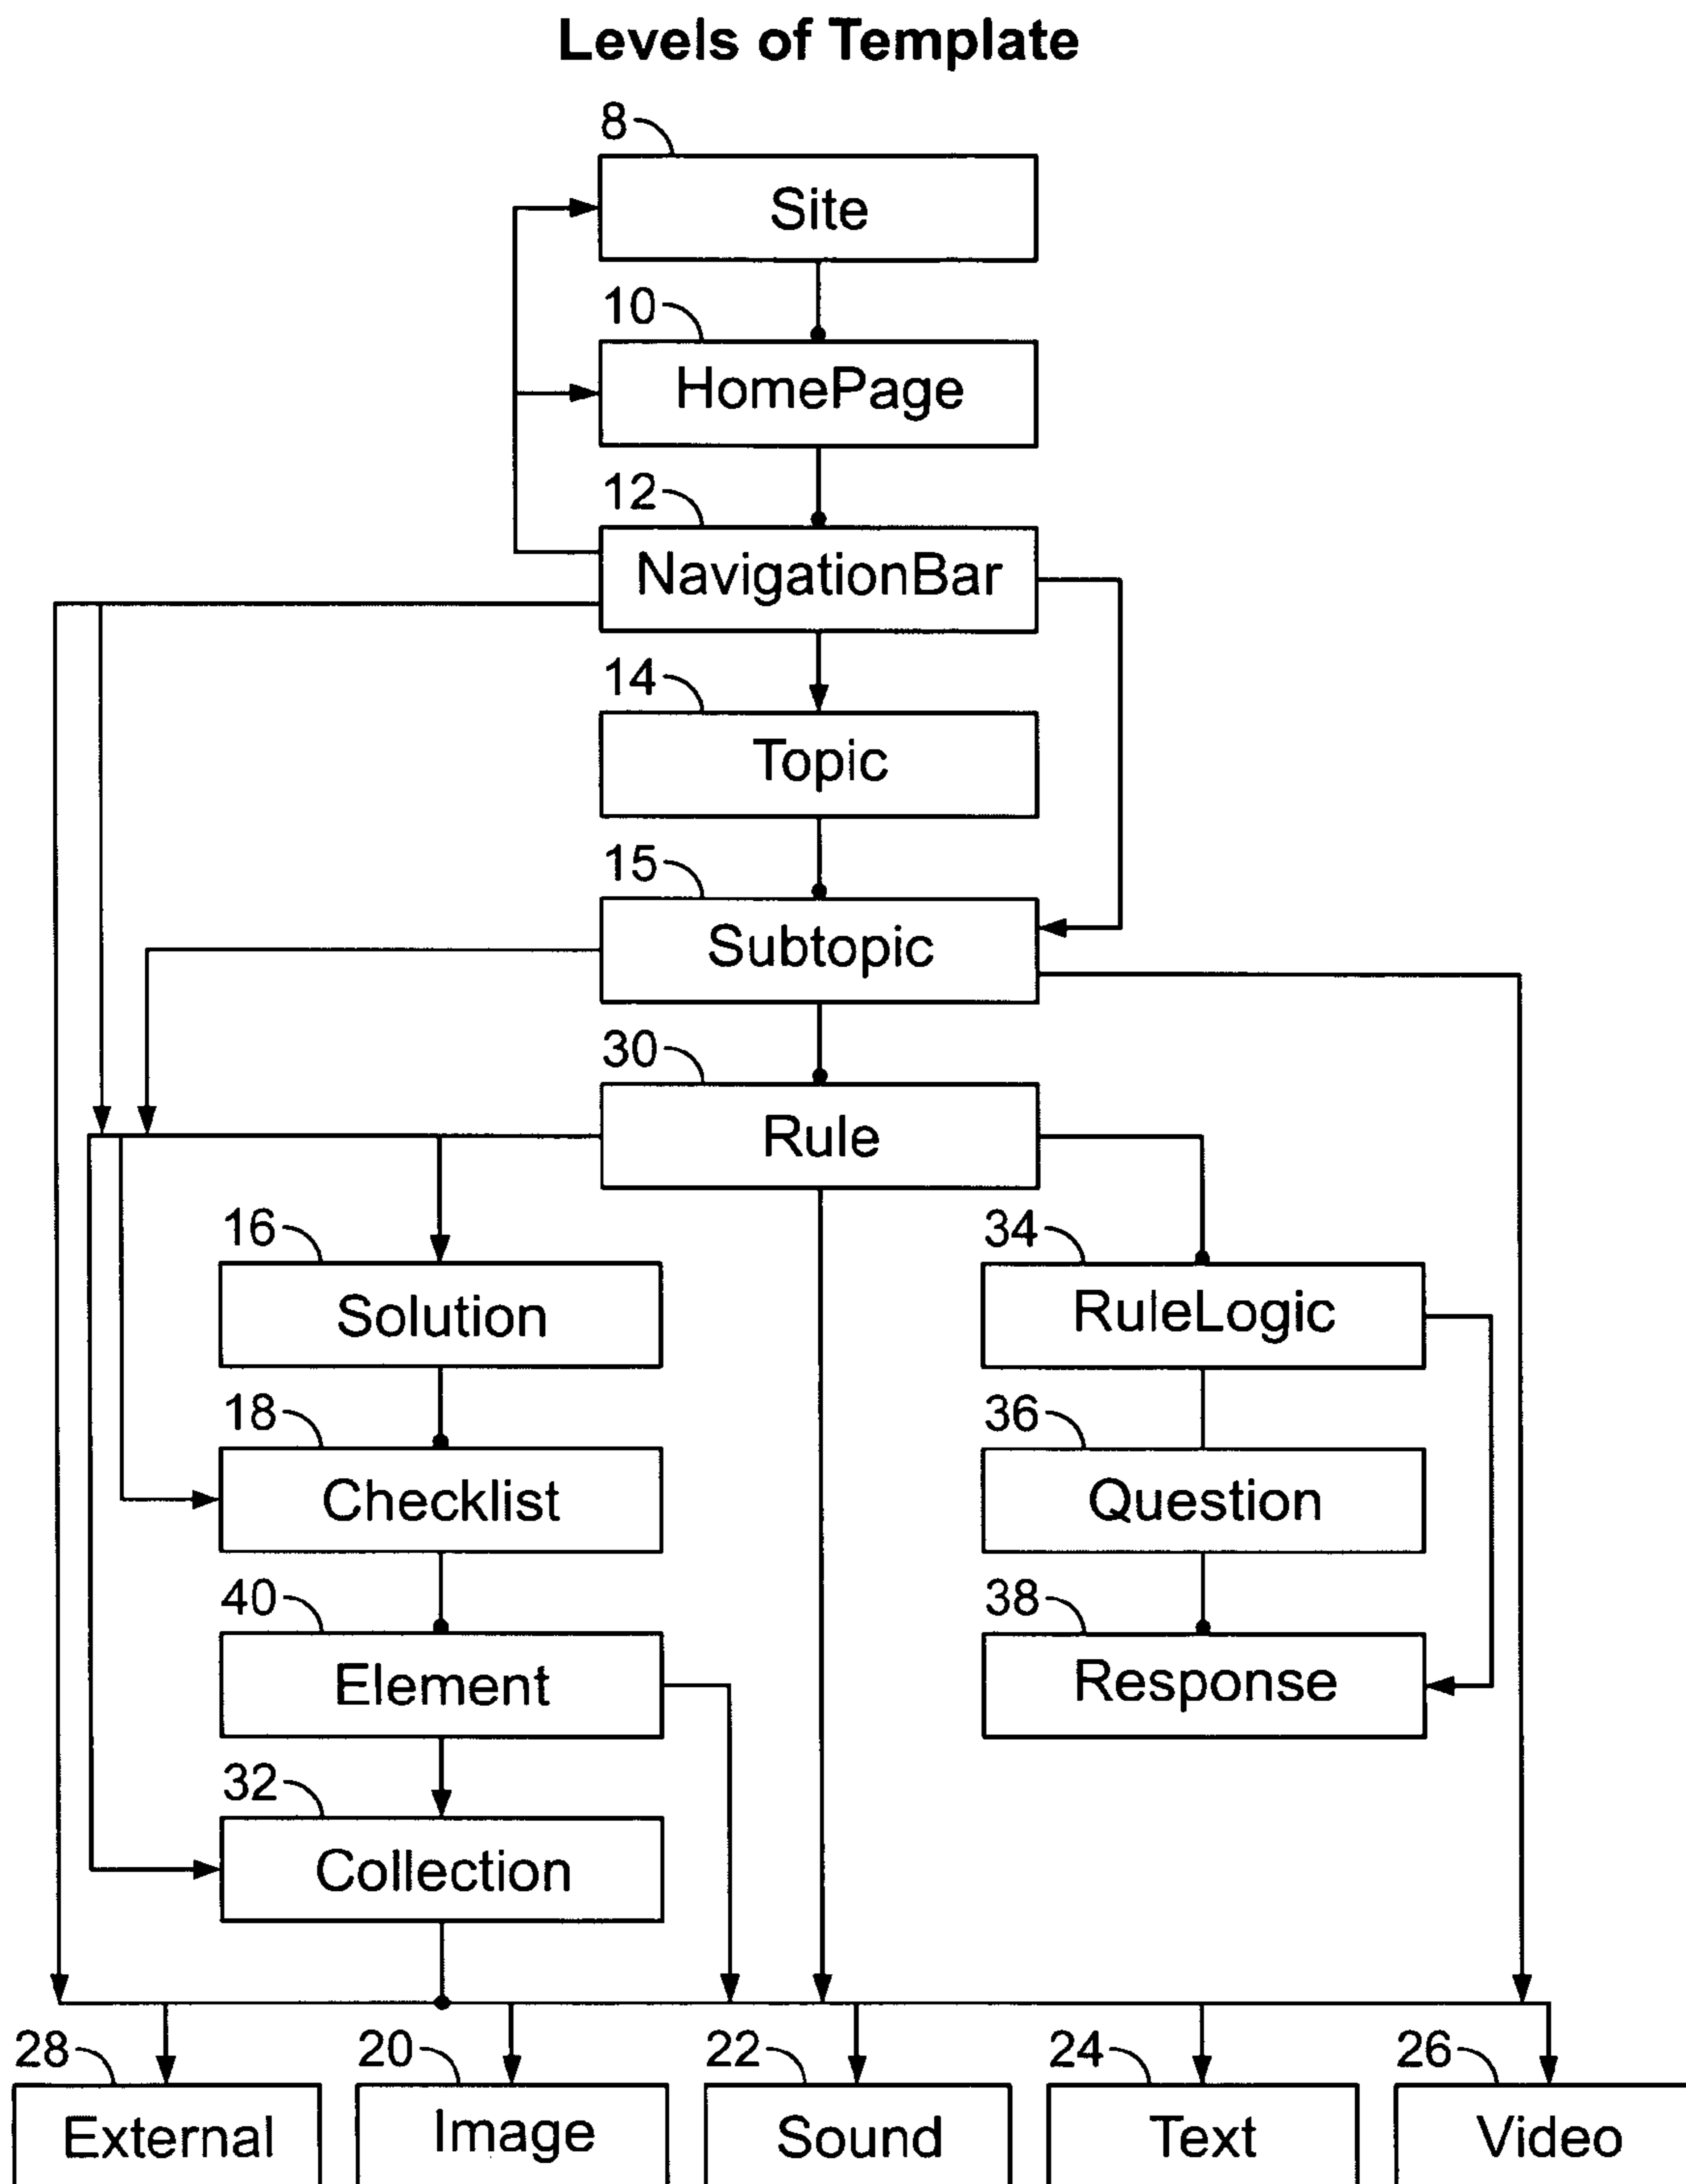 Levels of Template
8
Site
10
HomePage
12
NavigationBar
14
Topic
15
Subtopic
30
Rule
16
Solution
34
RuleLogic
18
Checklist
36
Question
40
Element
38
Response
32
Collection
28
External
20
Image
22
Sound
24
Text
26
Video